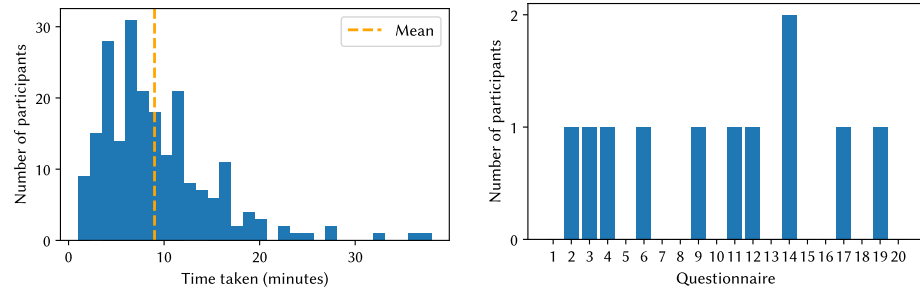 Number of participants
30
20
10
0
Mean
0 10 20 30
Time taken (minutes)
Number of participants
2
1
0
1 2 3 4 5 6 7 8 9 10 11 12 13 14 15 16 17 18 19 20
Questionnaire